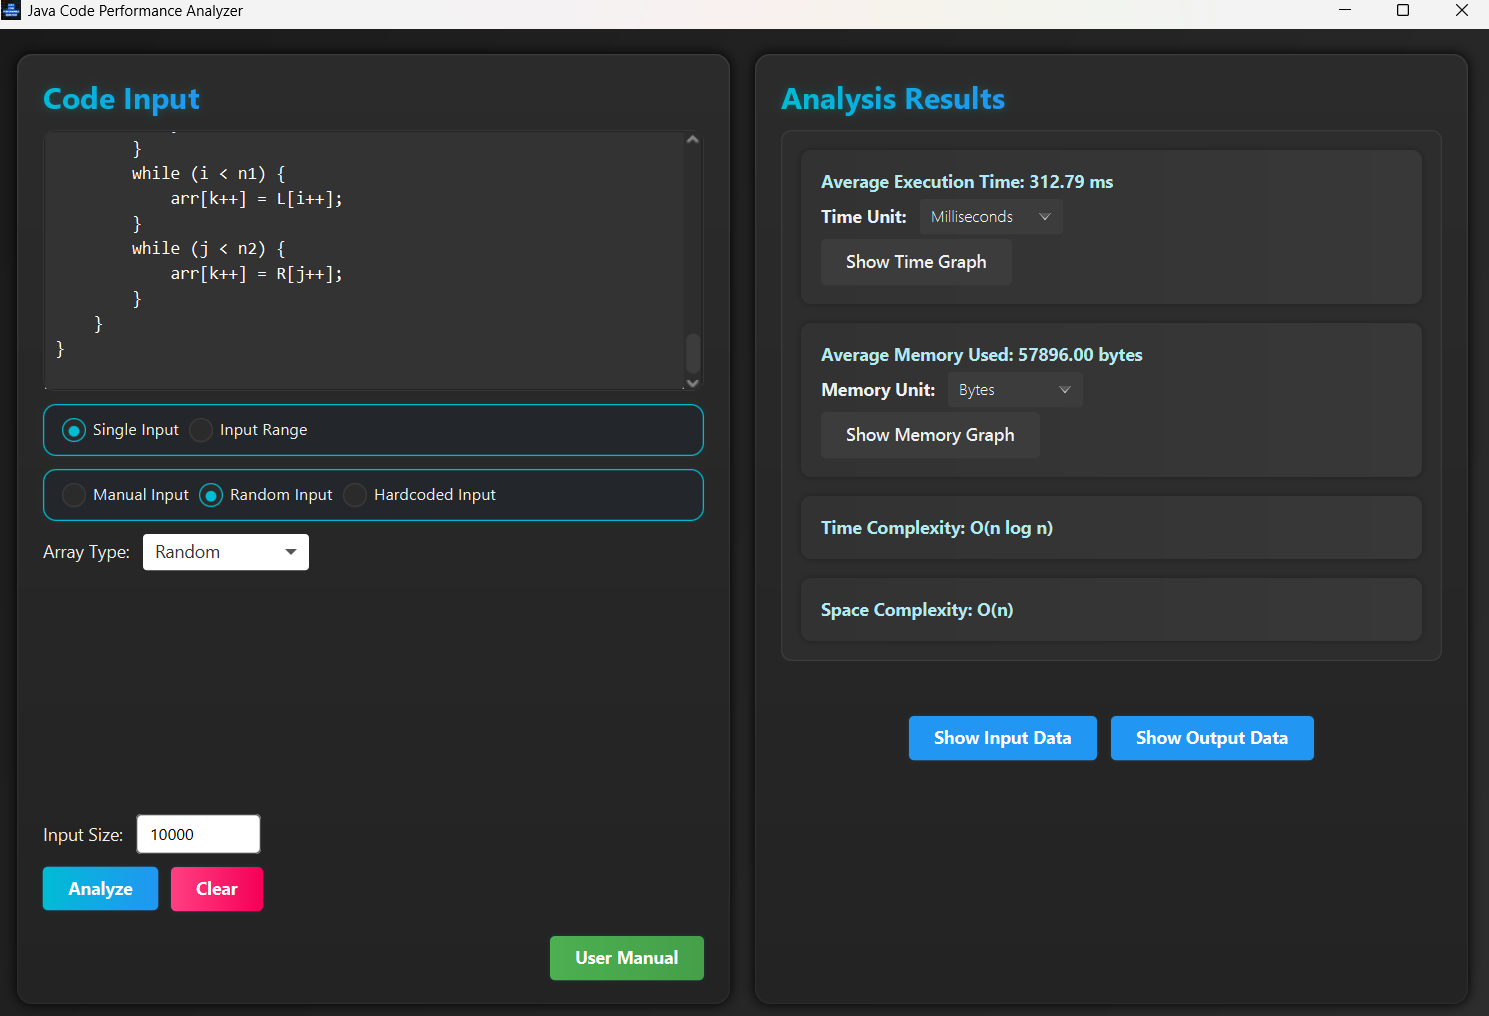 Java Code Performance Analyzer
Code Input
}
while (i < n1) {
arr[k++] = L[i++];
}
while (j < n2) {
arr[k++] = R[j++];
}
}
}
Single Input Input Range
Manual Input Random Input Hardcoded Input
Array Type: Random
Input Size: 10000
Analyze Clear
User Manual
Analysis Results
Average Execution Time: 312.79 ms
Time Unit: Milliseconds
Show Time Graph
Average Memory Used: 57896.00 bytes
Memory Unit: Bytes
Show Memory Graph
Time Complexity: O(n log n)
Space Complexity: O(n)
Show Input Data Show Output Data